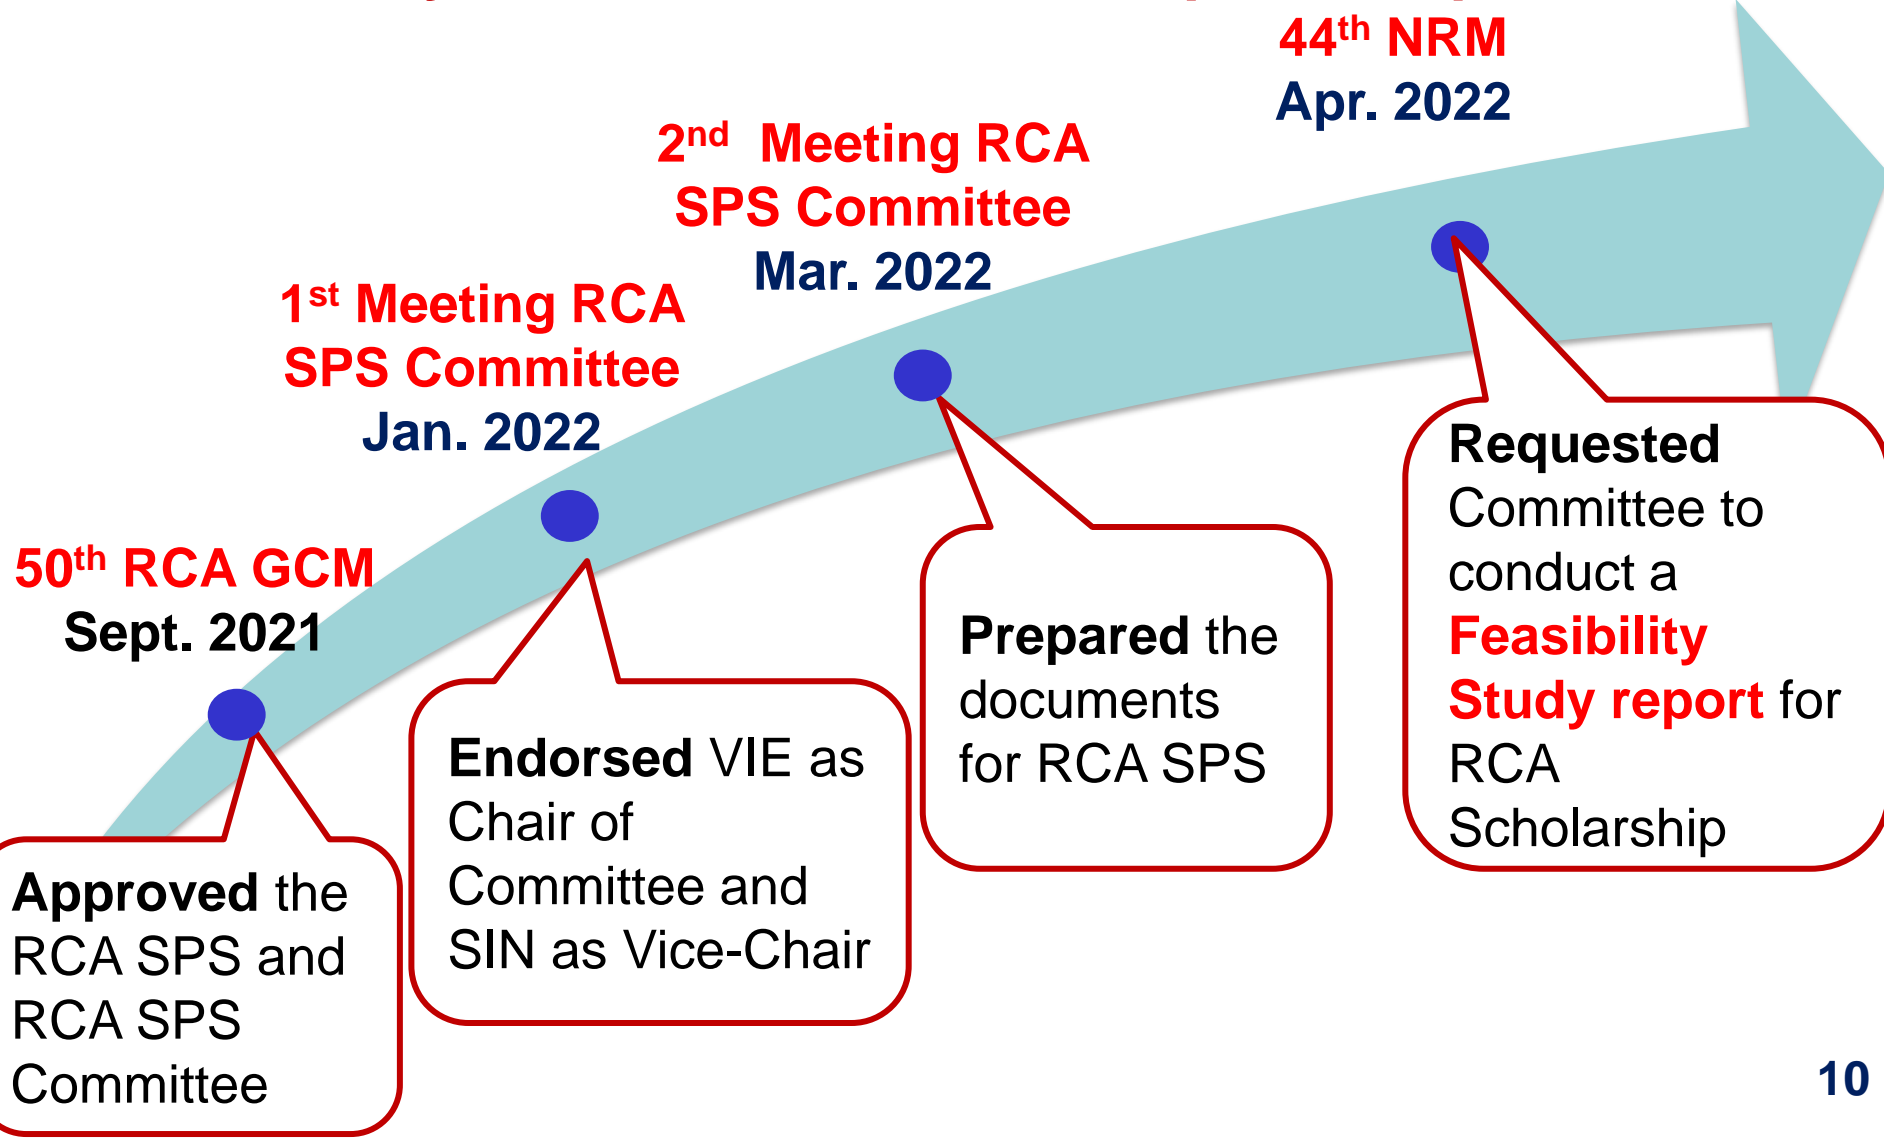 44th NRM
Apr. 2022
2nd Meeting RCA
SPS Committee
Mar. 2022
1st Meeting RCA
SPS Committee
Jan. 2022
50th RCA GCM
Sept. 2021
Approved the
RCA SPS and
RCA SPS
Committee
Endorsed VIE as
Chair of
Committee and
SIN as Vice-Chair
Prepared the
documents
for RCA SPS
Requested
Committee to
conduct a
Feasibility
Study report for
RCA
Scholarship
10